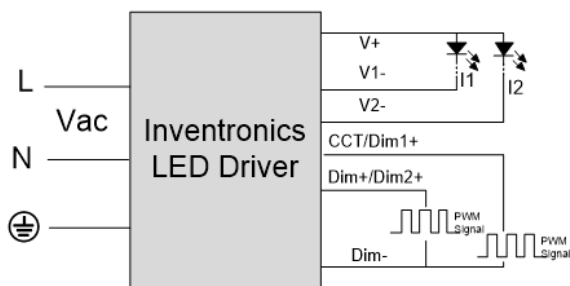 L
Vac
N
Inventronics
LED Driver
V+
V1-
I1
I2
V2-
CCT/Dim1+
Dim+/Dim2+
PWM
Signal
PWM
Signal
Dim-